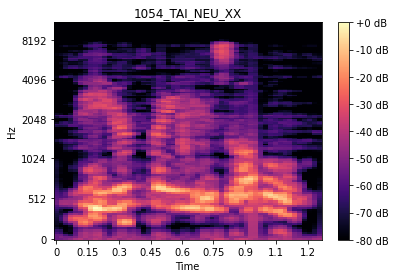 1054_TAI_NEU_XX
+0 dB
8192
-10 dB
4096
-20 dB
-30 dB
2048
Hz
-40 dB
1024
-50 dB
512
-60 dB
-70 dB
0
-80 dB
0 0.15 0.3 0.45 0.6 0.75 0.9 1.1 1.2
Time